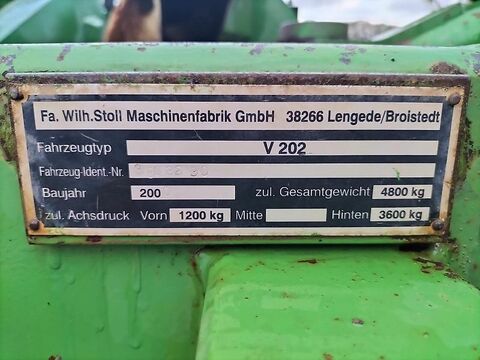 Fa. Wilh.Stoll Maschinenfabrik GmbH 38266 Lengede/Broistedt
Fahrzeugtyp V 202
Fahrzeug-Ident.-Nr.
Baujahr 200 zul. Gesamtgewicht 4800 kg
zul. Achsdruck Vorn 1200 kg Mitte Hinten 3600 kg